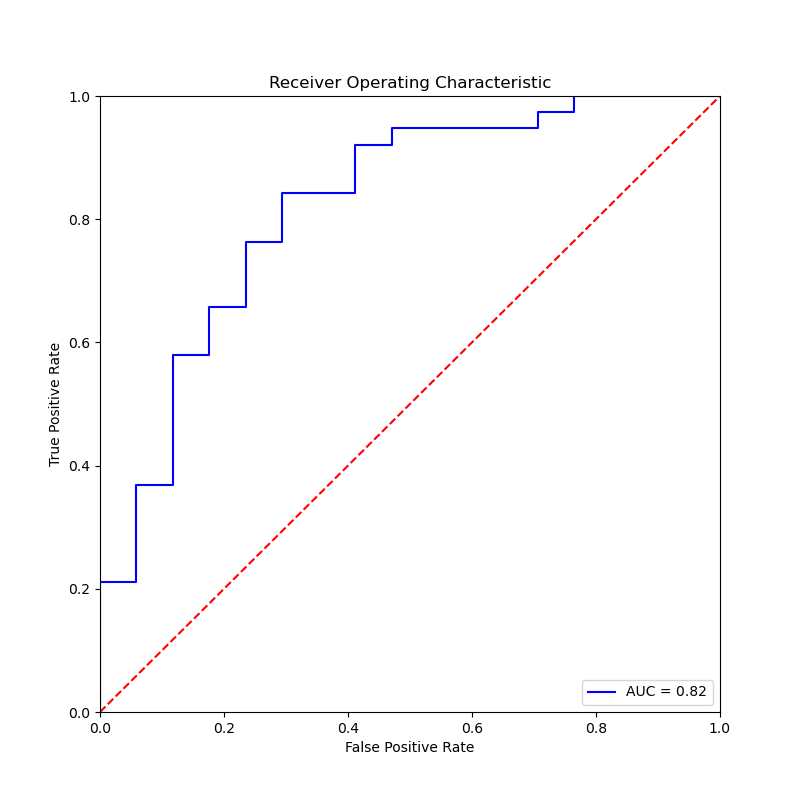 Receiver Operating Characteristic
1.0
0.8
0.6
0.4
0.2
0.0
True Positive Rate
AUC = 0.82
0.0 0.2 0.4 0.6 0.8 1.0
False Positive Rate